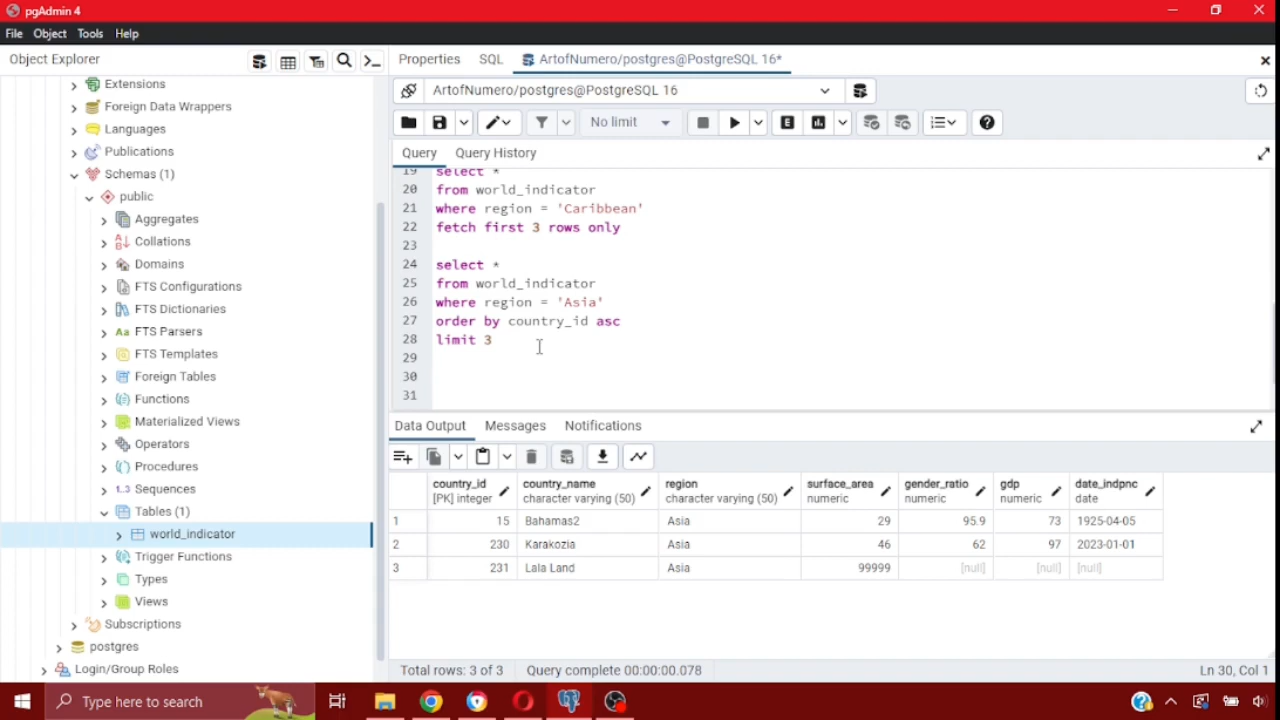 pgAdmin 4
File Object Tools Help
Object Explorer
Extensions
Foreign Data Wrappers
Languages
Publications
Schemas (1)
public
Aggregates
Collations
Domains
FTS Configurations
FTS Dictionaries
Aa FTS Parsers
FTS Templates
Foreign Tables
Functions
Materialized Views
Operators
Procedures
1..3 Sequences
Tables (1)
world_indicator
Trigger Functions
Types
Views
Subscriptions
postgres
Login/Group Roles
Properties SQL ArtofNumero/postgres@PostgreSQL 16*
ArtofNumero/postgres@PostgreSQL 16
No limit
Query Query History
19 select *
20 from world_indicator
21 where region = 'Caribbean'
22 fetch first 3 rows only
23
24 select *
25 from world_indicator
26 where region = 'Asia'
27 order by country_id asc
28 limit 3
29
30
31
Data Output Messages Notifications
country_id country_name region surface_area gender_ratio gdp date_indpnc
[PK] integer character varying (50) character varying (50) numeric numeric numeric date
1 15 Bahamas2 Asia 29 95.9 73 1925-04-05
2 230 Karakozia Asia 46 62 97 2023-01-01
3 231 Lala Land Asia 99999 [null] [null] [null]
Total rows: 3 of 3 Query complete 00:00:00.078 Ln 30, Col 1
Type here to search